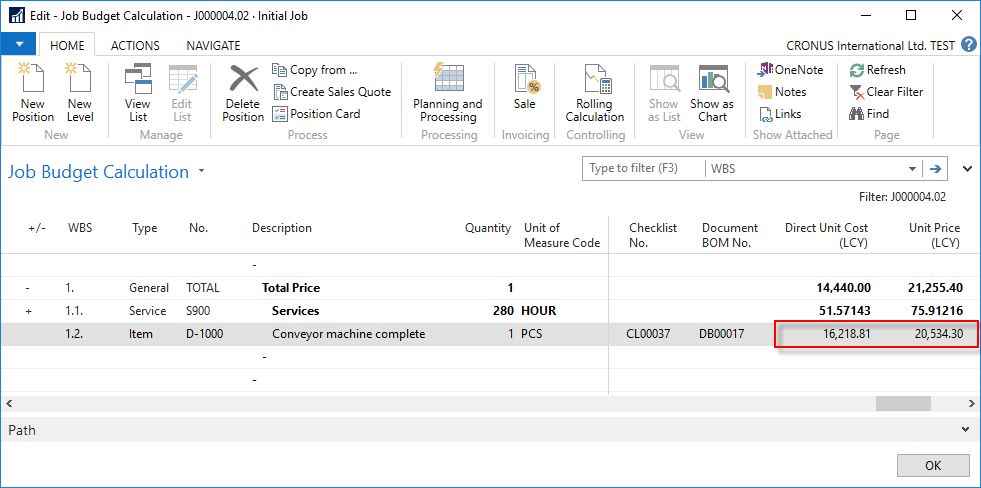 Edit - Job Budget Calculation - J000004.02 · Initial Job
HOME ACTIONS NAVIGATE CRONUS International Ltd. TEST ?
New Position
New Level
New
View List
Edit List
Manage
Delete Position
Copy from ...
Create Sales Quote
Position Card
Process
Planning and Processing
Processing
Sale
Invoicing
Rolling Calculation
Controlling
Show as List
Show as Chart
View
OneNote
Notes
Links
Show Attached
Refresh
Clear Filter
Find
Page
Job Budget Calculation
Type to filter (F3) WBS
Filter: J000004.02
+/- WBS Type No. Description Quantity Unit of Measure Code Checklist No. Document BOM No. Direct Unit Cost (LCY) Unit Price (LCY)
-
- 1. General TOTAL Total Price 1 14,440.00 21,255.40
+ 1.1. Service S900 Services 280 HOUR 51.57143 75.91216
1.2. Item D-1000 Conveyor machine complete 1 PCS CL00037 DB00017 16,218.81 20,534.30
-
-
Path
OK